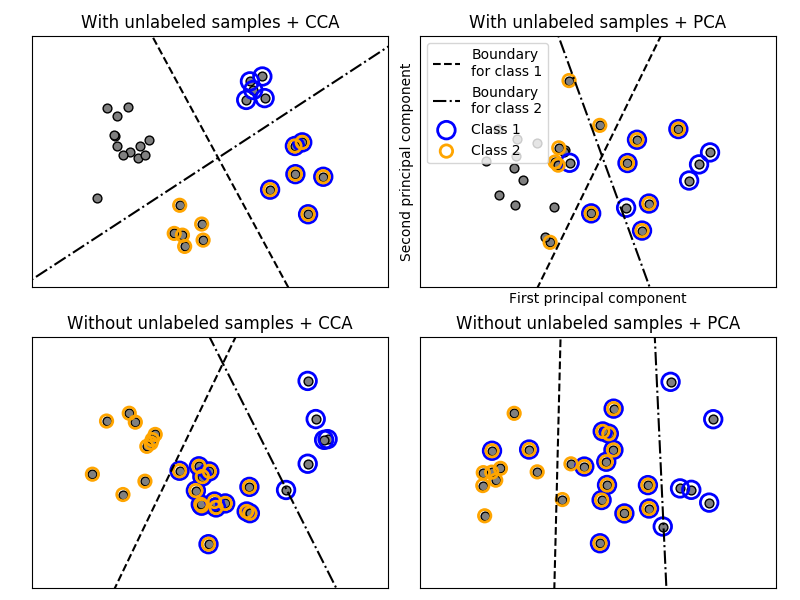 With unlabeled samples + CCA
With unlabeled samples + PCA
Second principal component
Boundary
for class 1
Boundary
for class 2
Class 1
Class 2
First principal component
Without unlabeled samples + CCA
Without unlabeled samples + PCA